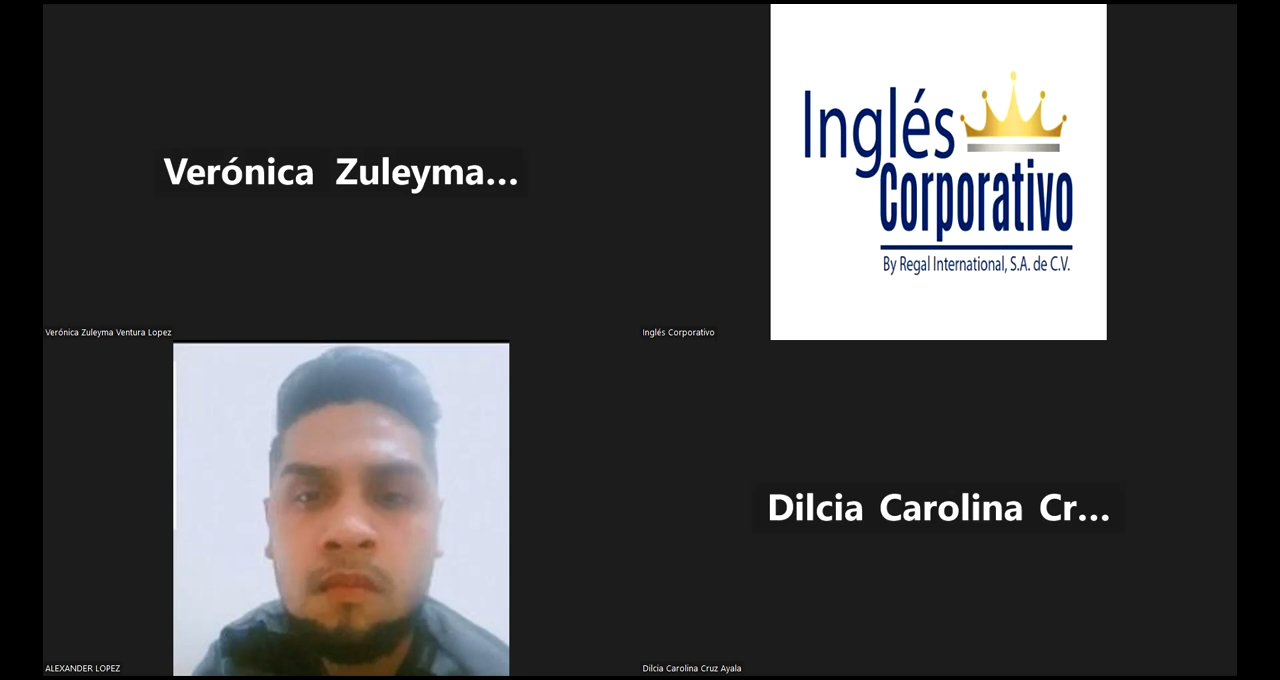 Verónica Zuleyma...
Verónica Zuleyma Ventura Lopez
Inglés
Corporativo
By Regal International, S.A. de C.V.
Inglés Corporativo
ALEXANDER LOPEZ
Dilcia Carolina Cr...
Dilcia Carolina Cruz Ayala